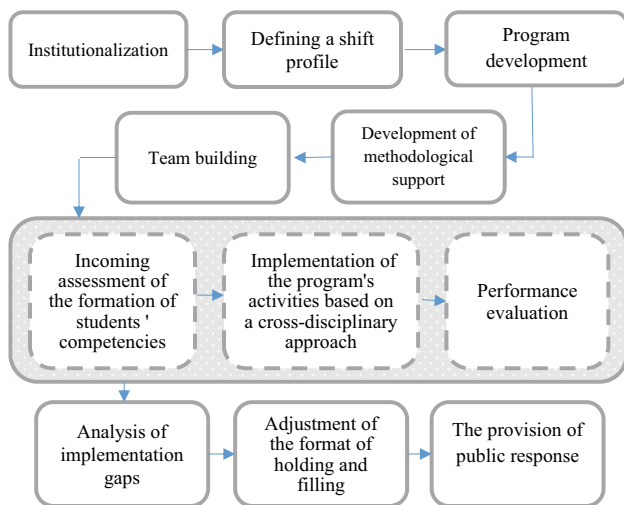 Institutionalization
Defining a shift
profile
Program
development
Development of
methodological
support
Team building
Incoming
assessment of
the formation of
students '
competencies
Implementation of
the program's
activities based on
a cross-disciplinary
approach
Performance
evaluation
Analysis of
implementation
gaps
Adjustment of
the format of
holding and
filling
The provision of
public response